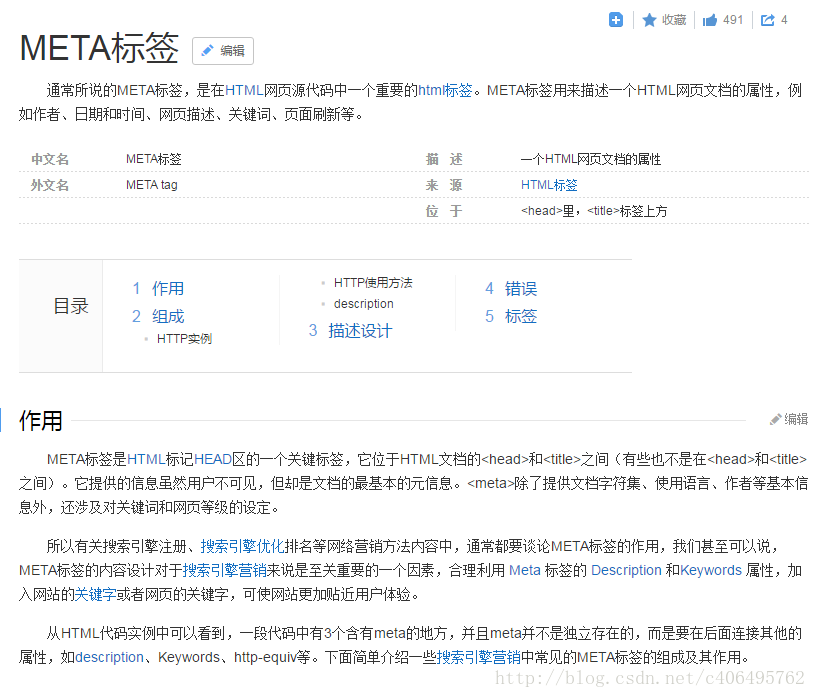 收藏 491 4
META标签 编辑
通常所说的META标签，是在HTML网页源代码中一个重要的html标签。META标签用来描述一个HTML网页文档的属性，例
如作者、日期和时间、网页描述、关键词、页面刷新等。
中文名 META标签 描 述 一个HTML网页文档的属性
外文名 META tag 来 源 HTML标签
位 于 <head>里，<title>标签上方
目录
1 作用
2 组成
HTTP实例
HTTP使用方法
description
3 描述设计
4 错误
5 标签
作用 编辑
META标签是HTML标记HEAD区的一个关键标签，它位于HTML文档的<head>和<title>之间（有些也不是在<head>和<title>
之间）。它提供的信息虽然用户不可见，但却是文档的最基本的元信息。<meta>除了提供文档字符集、使用语言、作者等基本信
息外，还涉及对关键词和网页等级的设定。
所以有关搜索引擎注册、搜索引擎优化排名等网络营销方法内容中，通常都要谈论META标签的作用，我们甚至可以说，
META标签的内容设计对于搜索引擎营销来说是至关重要的一个因素，合理利用 Meta 标签的 Description 和Keywords 属性，加
入网站的关键字或者网页的关键字，可使网站更加贴近用户体验。
从HTML代码实例中可以看到，一段代码中有3个含有meta的地方，并且meta并不是独立存在的，而是要在后面连接其他的
属性，如description、Keywords、http-equiv等。下面简单介绍一些搜索引擎营销中常见的META标签的组成及其作用。
http://blog.csdn.net/c406495762